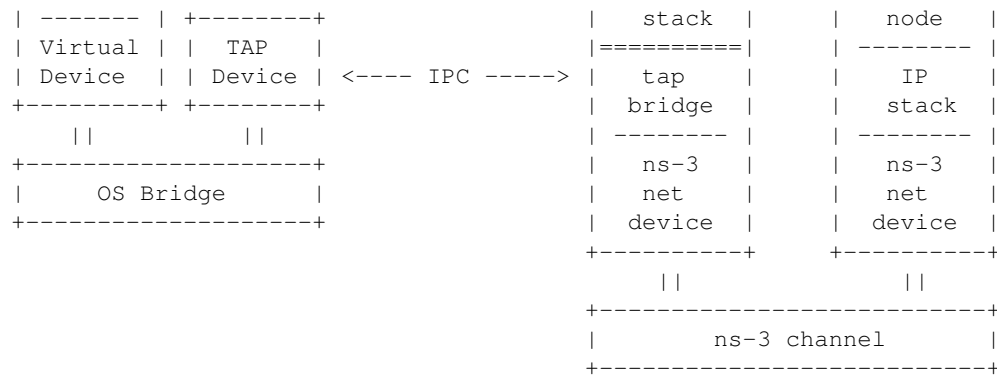 | ------- | +--------+                       |  stack   |     |   node   |
| Virtual | |  TAP   |                       |==========|     | -------- |
| Device  | | Device | <---- IPC -----> |   tap    |     |    IP    |
+---------+ +--------+                       |  bridge  |     |   stack  |
    ||          ||                           | -------- |     | -------- |
+--------------------+                       |   ns-3   |     |   ns-3   |
|     OS Bridge      |                       |   net    |     |   net    |
+--------------------+                       |  device  |     |  device  |
                                             +----------+     +----------+
                                                  ||               ||
                                             +---------------------------+
                                             |       ns-3 channel        |
                                             +---------------------------+